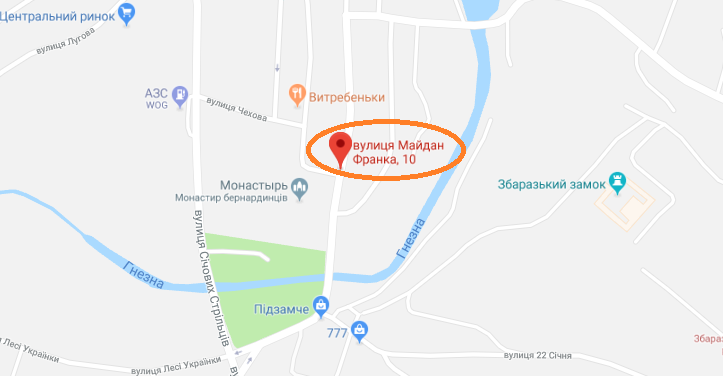 Центральний ринок
вулиця Лугова
АЗС
WOG
Витребеньки
вулиця Чехова
вулиця Майдан
Франка, 10
Монастырь
Монастир бернардинців
Збаразький замок
Гнезна
вулиця Січових Стрільців
Гнезна
Підзамче
777
вулиця Лесі Українки
вулиця Лесі Українки
вулиця 22 Січня
Збараз